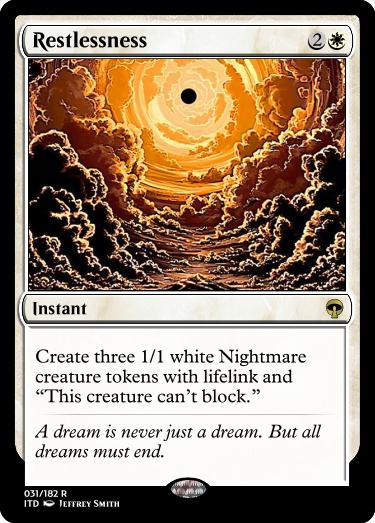 Restlessness 2
Instant
Create three 1/1 white Nightmare
creature tokens with lifelink and
“This creature can’t block.”
A dream is never just a dream. But all
dreams must end.
031/182 R
ITD Jeffrey Smith